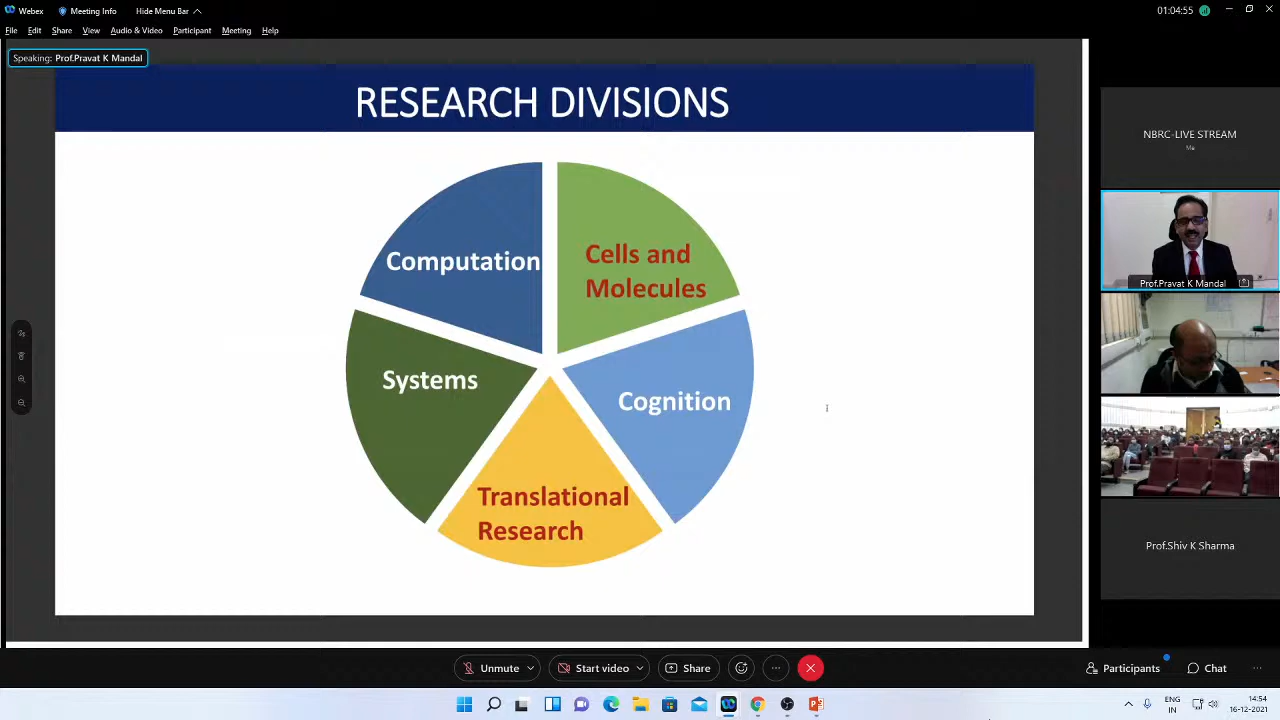 Webex
Meeting Info
Hide Menu Bar
01:04:55
File
Edit
Share
View
Audio & Video
Participant
Meeting
Help
Speaking: Prof.Pravat K Mandal
RESEARCH DIVISIONS
Computation
Cells and
Molecules
Systems
Cognition
Translational
Research
NBRC-LIVE STREAM
Me
Prof.Pravat K Mandal
Prof.Shiv K Sharma
Unmute
Start video
Share
Participants
Chat
ENG
IN
14:54
16-12-2021